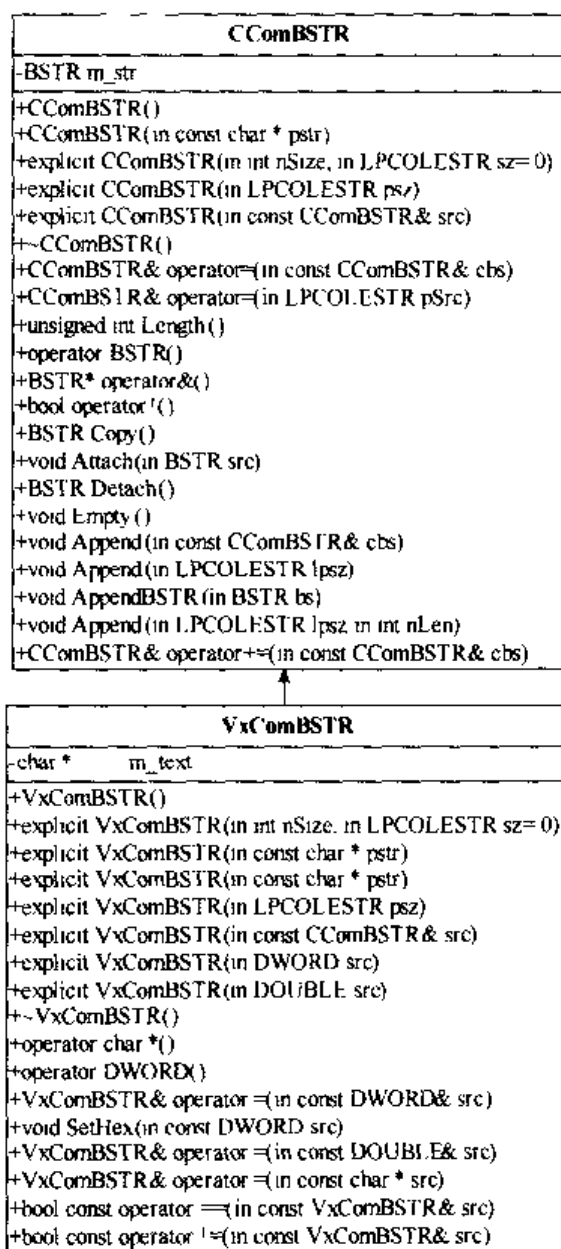 CComBSTR
-BSTR m_str
+CComBSTR()
+CComBSTR(in const char * pstr)
+explicit CComBSTR(in int nSize, in LPCOLESTR sz= 0)
+explicit CComBSTR(in LPCOLESTR psz)
+explicit CComBSTR(in const CComBSTR& src)
+~CComBSTR()
+CComBSTR& operator=(in const CComBSTR& cbs)
+CComBSTR& operator=(in LPCOLESTR pSrc)
+unsigned int Length()
+operator BSTR()
+BSTR* operator&()
+bool operator!()
+BSTR Copy()
+void Attach(in BSTR src)
+BSTR Detach()
+void Empty()
+void Append(in const CComBSTR& cbs)
+void Append(in LPCOLESTR lpsz)
+void AppendBSTR(in BSTR bs)
+void Append(in LPCOLESTR lpsz in int nLen)
+CComBSTR& operator+=(in const CComBSTR& cbs)
VxComBSTR
-char * m_text
+VxComBSTR()
+explicit VxComBSTR(in int nSize, in LPCOLESTR sz= 0)
+explicit VxComBSTR(in const char * pstr)
+explicit VxComBSTR(in const char * pstr)
+explicit VxComBSTR(in LPCOLESTR psz)
+explicit VxComBSTR(in const CComBSTR& src)
+explicit VxComBSTR(in DWORD src)
+explicit VxComBSTR(in DOUBLE src)
+~VxComBSTR()
+operator char *()
+operator DWORD()
+VxComBSTR& operator =(in const DWORD& src)
+void SetHex(in const DWORD src)
+VxComBSTR& operator =(in const DOUBLE& src)
+VxComBSTR& operator =(in const char * src)
+bool const operator ==(in const VxComBSTR& src)
+bool const operator !=(in const VxComBSTR& src)